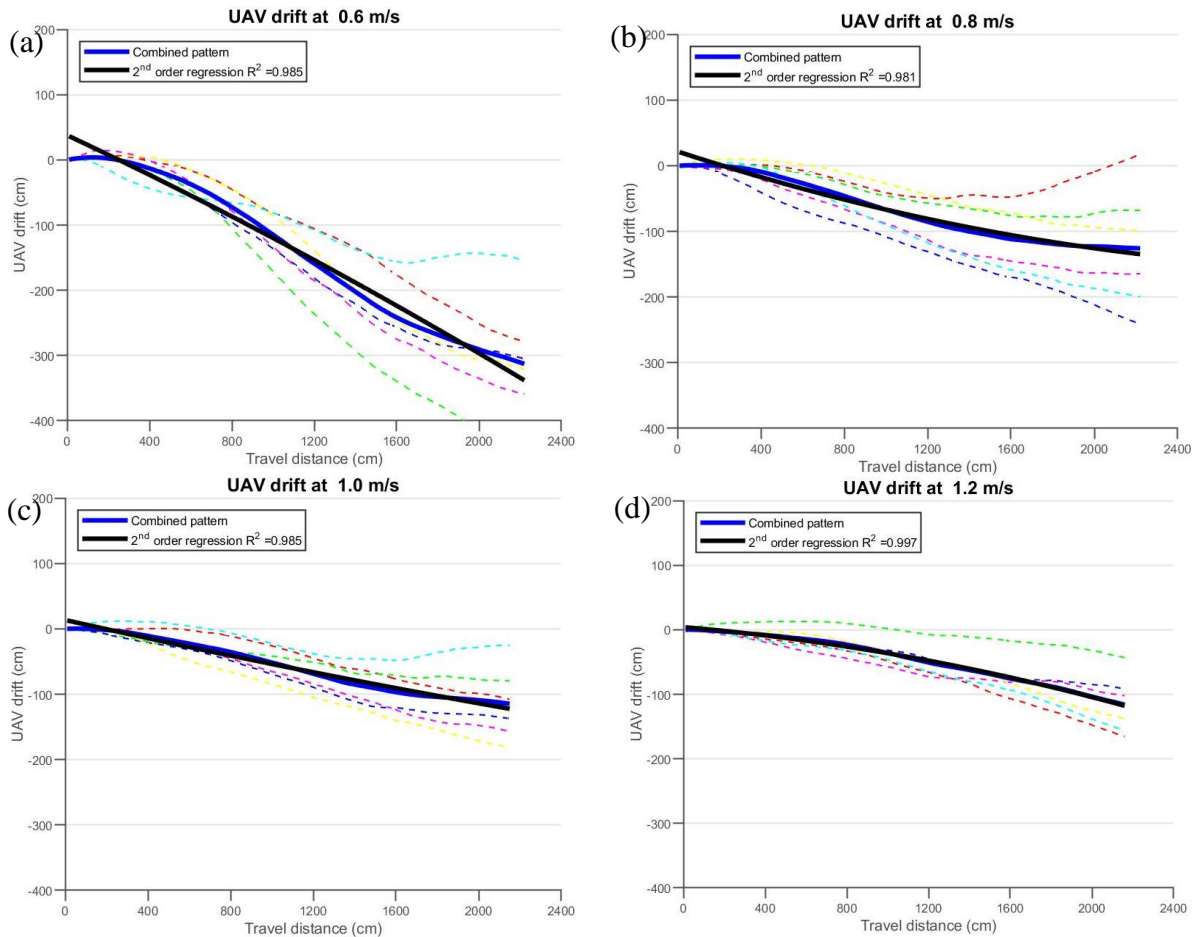 (a)
UAV drift at 0.6 m/s
Combined pattern
2nd order regression R2 =0.985
200
100
0
-100
-200
-300
-400
UAV drift (cm)
0 400 800 1200 1600 2000 2400
Travel distance (cm)
(b)
UAV drift at 0.8 m/s
Combined pattern
2nd order regression R2 =0.981
200
100
0
-100
-200
-300
-400
UAV drift (cm)
0 400 800 1200 1600 2000 2400
Travel distance (cm)
(c)
UAV drift at 1.0 m/s
Combined pattern
2nd order regression R2 =0.985
200
100
0
-100
-200
-300
-400
UAV drift (cm)
0 400 800 1200 1600 2000 2400
Travel distance (cm)
(d)
UAV drift at 1.2 m/s
Combined pattern
2nd order regression R2 =0.997
200
100
0
-100
-200
-300
-400
UAV drift (cm)
0 400 800 1200 1600 2000 2400
Travel distance (cm)